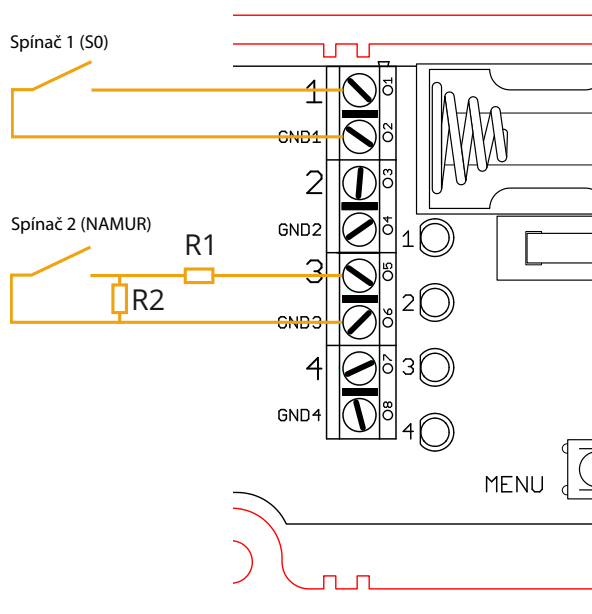 Spínač 1 (S0)
1
O1
GND1
O2
2
O3
GND2
O4
1
Spínač 2 (NAMUR)
R1
3
O5
R2
2
GND3
O6
4
O7
3
GND4
O8
4
MENU